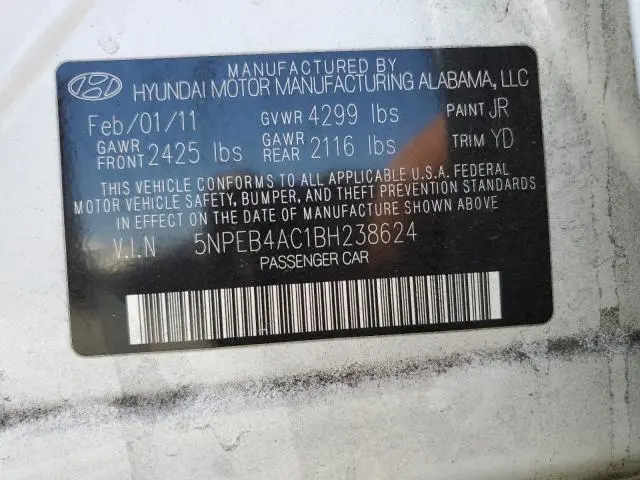 MANUFACTURED BY
HYUNDAI MOTOR MANUFACTURING ALABAMA, LLC
Feb/01/11 GVWR 4299 lbs PAINT JR
GAWR FRONT 2425 lbs GAWR REAR 2116 lbs TRIM YD
THIS VEHICLE CONFORMS TO ALL APPLICABLE U.S.A. FEDERAL
MOTOR VEHICLE SAFETY, BUMPER, AND THEFT PREVENTION STANDARDS
IN EFFECT ON THE DATE OF MANUFACTURE SHOWN ABOVE.
V.I.N 5NPEB4AC1BH238624
PASSENGER CAR